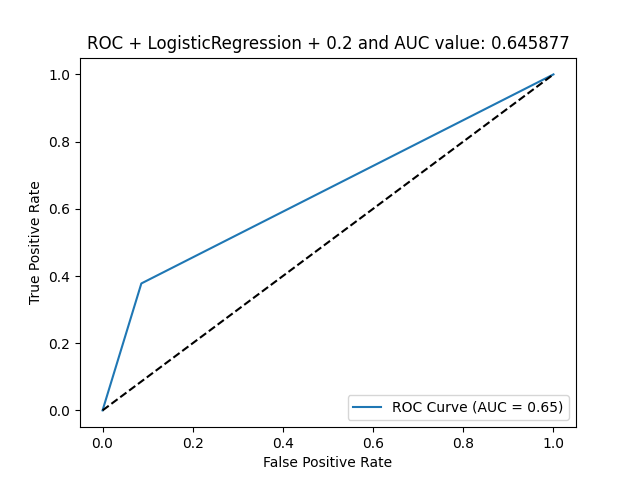 ROC + LogisticRegression + 0.2 and AUC value: 0.645877
1.0
0.8
0.6
0.4
0.2
0.0
True Positive Rate
ROC Curve (AUC = 0.65)
0.0 0.2 0.4 0.6 0.8 1.0
False Positive Rate